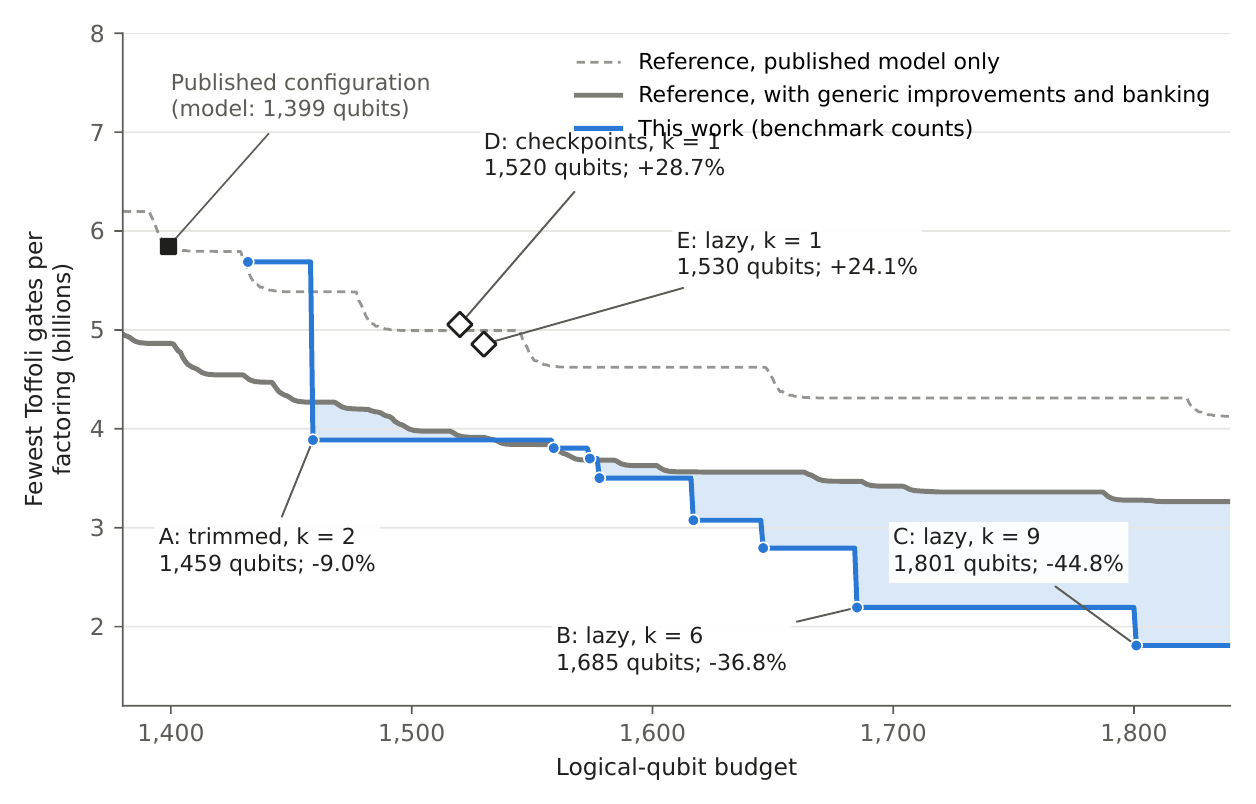 8
7
6
5
4
3
2
Fewest Toffoli gates per
factoring (billions)
Published configuration
(model: 1,399 qubits)
Reference, published model only
Reference, with generic improvements and banking
This work (benchmark counts)
D: checkpoints, k = 1
1,520 qubits; +28.7%
E: lazy, k = 1
1,530 qubits; +24.1%
A: trimmed, k = 2
1,459 qubits; -9.0%
C: lazy, k = 9
1,801 qubits; -44.8%
B: lazy, k = 6
1,685 qubits; -36.8%
1,400
1,500
1,600
1,700
1,800
Logical-qubit budget